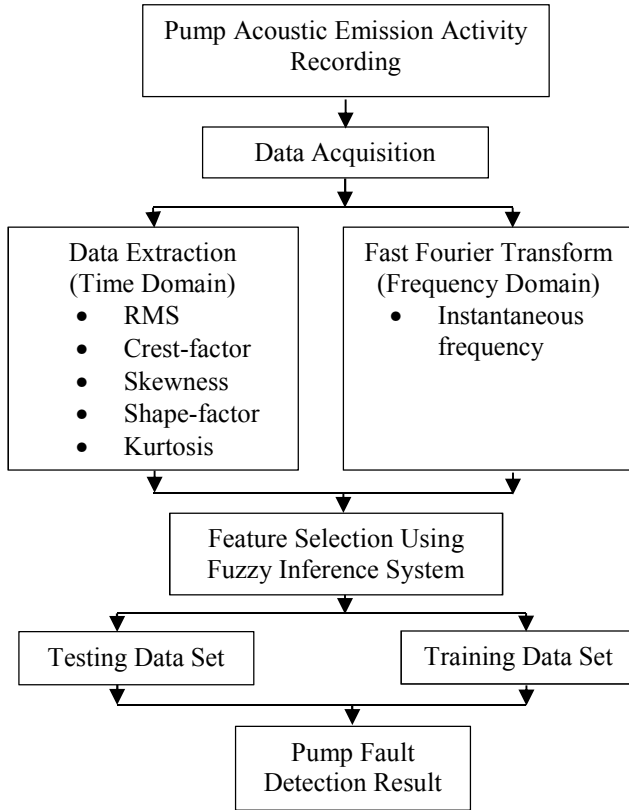 Pump Acoustic Emission Activity
Recording
Data Acquisition
Data Extraction
(Time Domain)
• RMS
• Crest-factor
• Skewness
• Shape-factor
• Kurtosis
Fast Fourier Transform
(Frequency Domain)
• Instantaneous
frequency
Feature Selection Using
Fuzzy Inference System
Testing Data Set
Training Data Set
Pump Fault
Detection Result